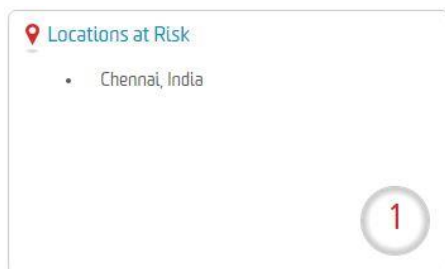 Locations at Risk
• Chennai, India
1